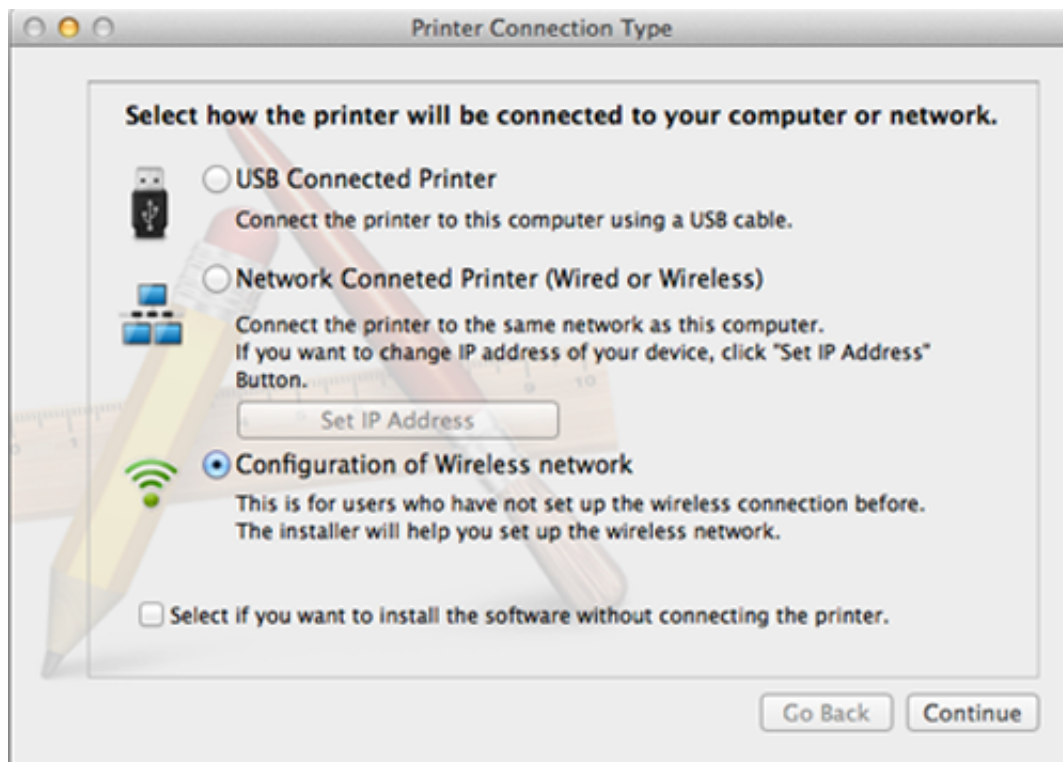 Printer Connection Type
Select how the printer will be connected to your computer or network.
USB Connected Printer
Connect the printer to this computer using a USB cable.
Network Conneted Printer (Wired or Wireless)
Connect the printer to the same network as this computer.
If you want to change IP address of your device, click "Set IP Address"
Button.
Set IP Address
Configuration of Wireless network
This is for users who have not set up the wireless connection before.
The installer will help you set up the wireless network.
Select if you want to install the software without connecting the printer.
Go Back Continue